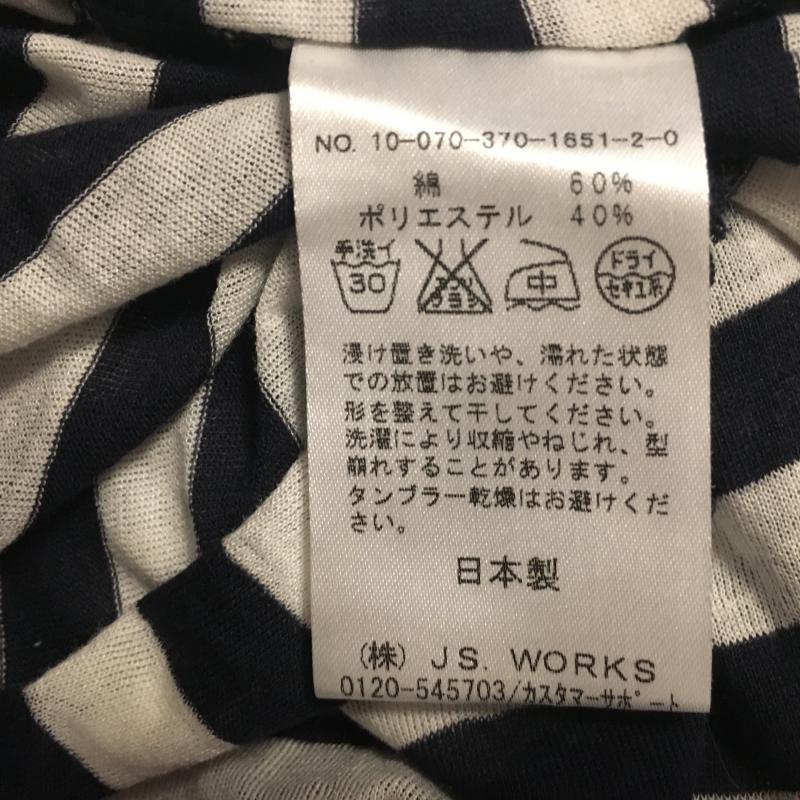 NO. 10-070-370-1651-2-0
綿 60%
ポリエステル 40%
手洗イ
30
エンソ
サラシ
中
ドライ
セキユ系
浸け置き洗いや、濡れた状態
での放置はお避けください。
形を整えて干してください。
洗濯により収縮やねじれ、型
崩れすることがあります。
タンブラー乾燥はお避けくだ
さい。
日本製
(株) J.S. WORKS
0120-545703/カスタマーサポート